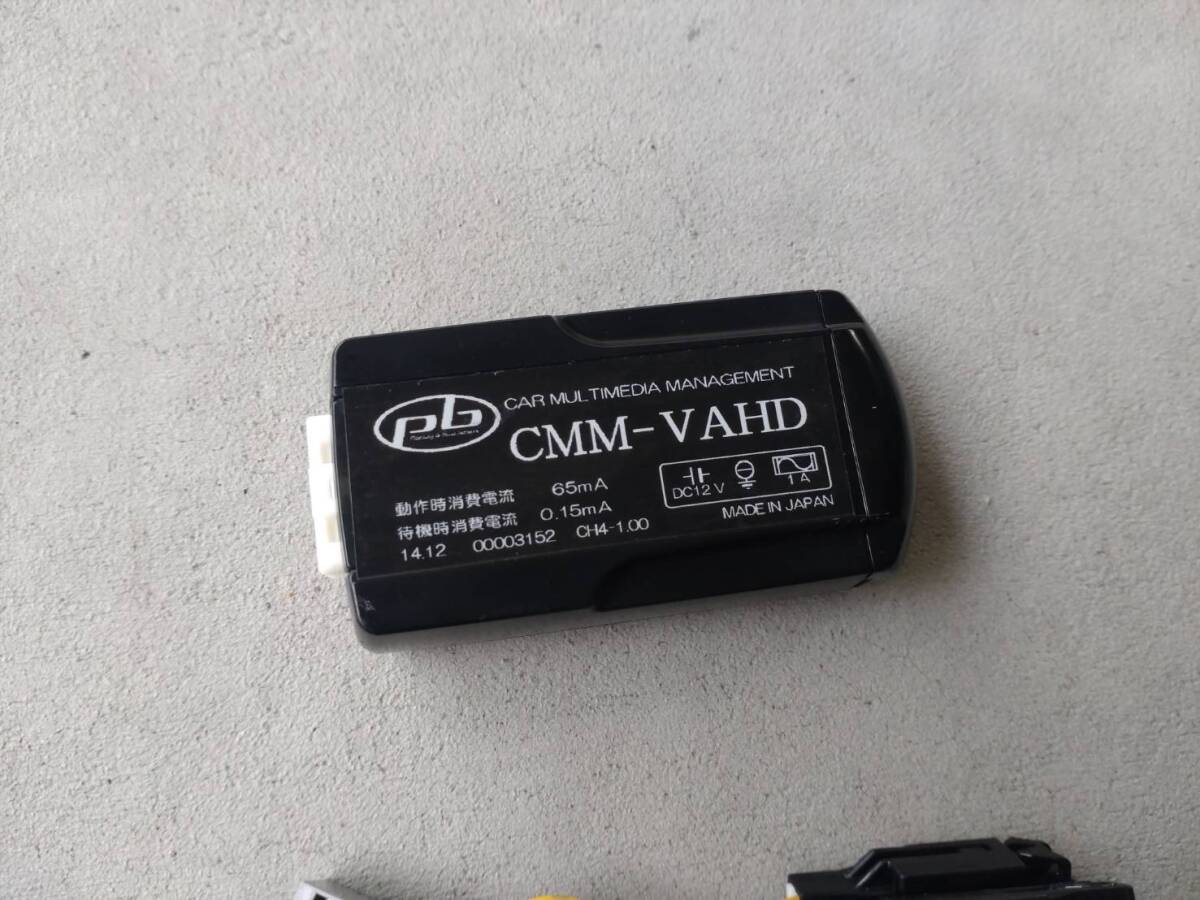 pb
CAR MULTIMEDIA MANAGEMENT
CMM-VAHD
動作時消費電流 65mA
待機時消費電流 0.15mA
DC12V 1A
14.12 00003152 CH4-1.00
MADE IN JAPAN